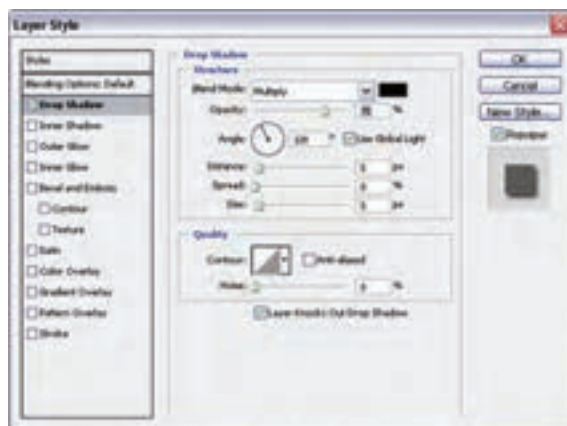 Layer Style
Styles
Blending Options: Default
Drop Shadow
Inner Shadow
Outer Glow
Inner Glow
Bevel and Emboss
Contour
Texture
Satin
Color Overlay
Gradient Overlay
Pattern Overlay
Stroke
Drop Shadow
Structure
Blend Mode: Multiply
Opacity: %
Angle: ° Use Global Light
Distance: px
Spread: %
Size: px
Quality
Contour: Anti-aliased
Noise: %
Layer Knocks Out Drop Shadow
OK
Cancel
New Style...
Preview